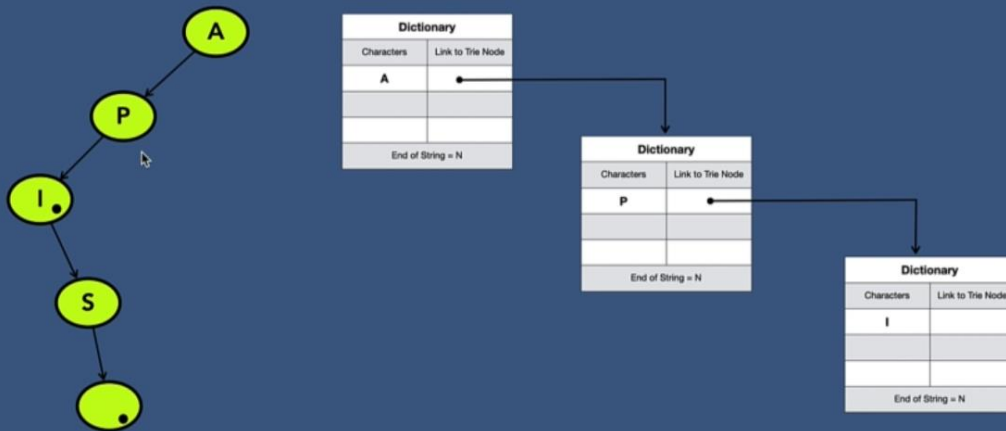 A
P
I
S
Dictionary
Characters Link to Trie Node
A
End of String = N
Dictionary
Characters Link to Trie Node
P
End of String = N
Dictionary
Characters Link to Trie Node
I
End of String = N